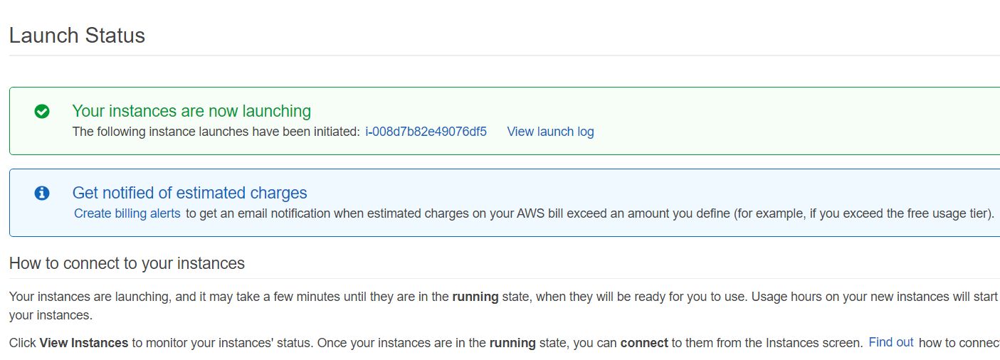 Launch Status
Your instances are now launching
The following instance launches have been initiated: i-008d7b82e49076df5 View launch log
Get notified of estimated charges
Create billing alerts to get an email notification when estimated charges on your AWS bill exceed an amount you define (for example, if you exceed the free usage tier).
How to connect to your instances
Your instances are launching, and it may take a few minutes until they are in the running state, when they will be ready for you to use. Usage hours on your new instances will start
your instances.
Click View Instances to monitor your instances' status. Once your instances are in the running state, you can connect to them from the Instances screen. Find out how to connec